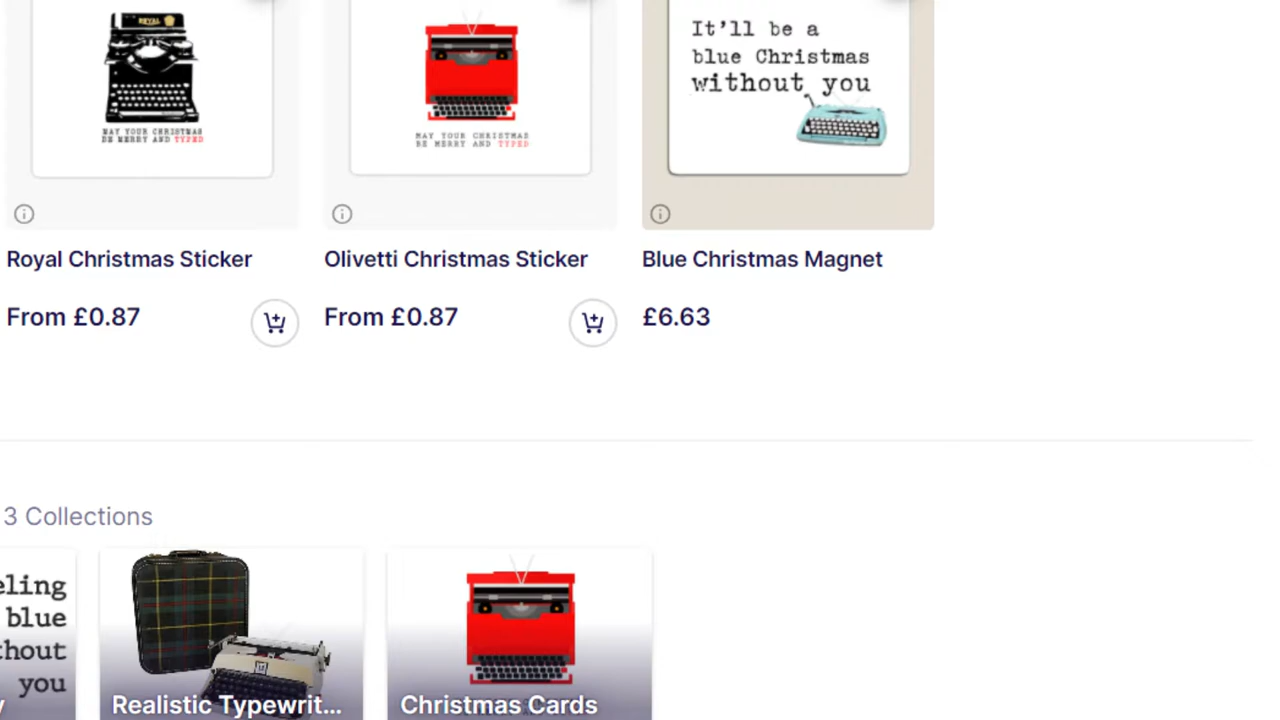 ROYAL
MAY YOUR CHRISTMAS
BE MERRY AND TYPED
MAY YOUR CHRISTMAS
BE MERRY AND TYPED
It'll be a
blue Christmas
without you
Royal Christmas Sticker
Olivetti Christmas Sticker
Blue Christmas Magnet
From £0.87
From £0.87
£6.63
3 Collections
eling
blue
hout
you
y
Realistic Typewrit...
Christmas Cards